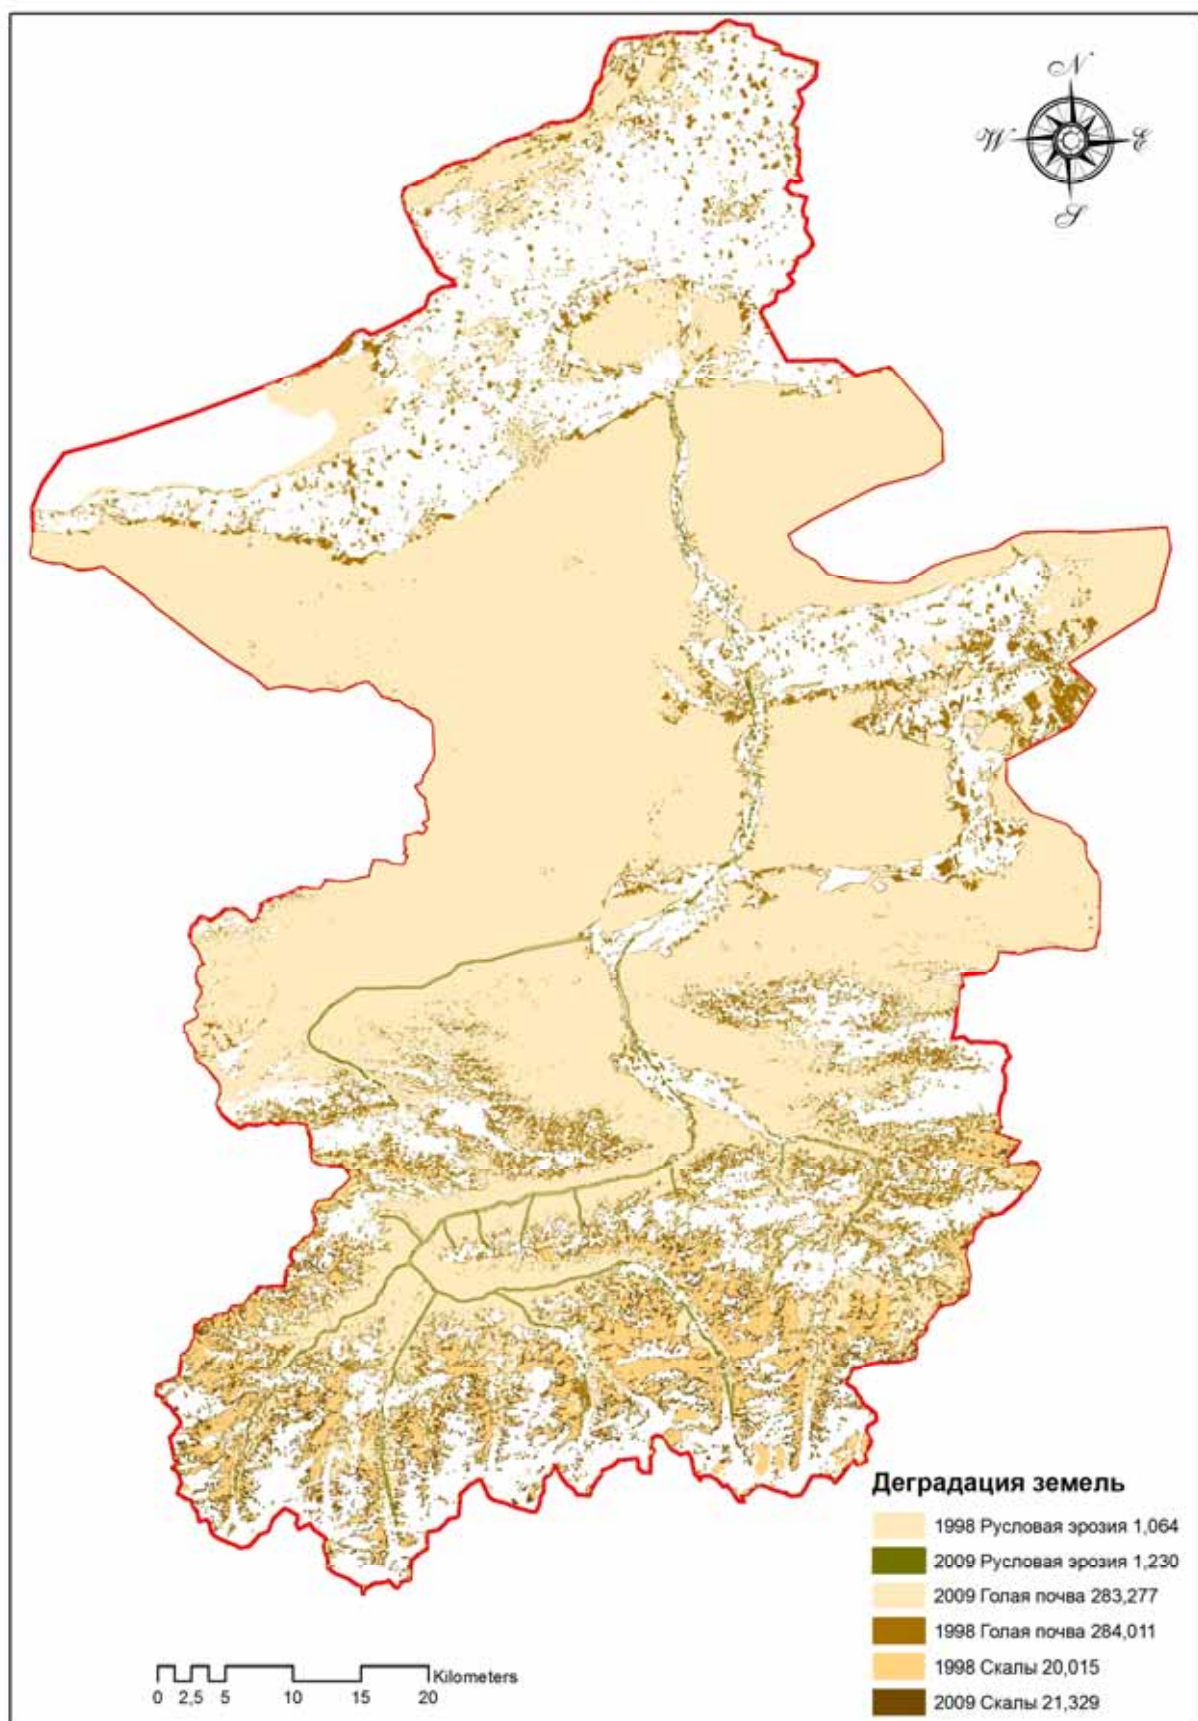 N
W E
S
Деградация земель
1998 Русловая эрозия 1,064
2009 Русловая эрозия 1,230
2009 Голая почва 283,277
1998 Голая почва 284,011
1998 Скалы 20,015
2009 Скалы 21,329
Kilometers
0 2,5 5 10 15 20